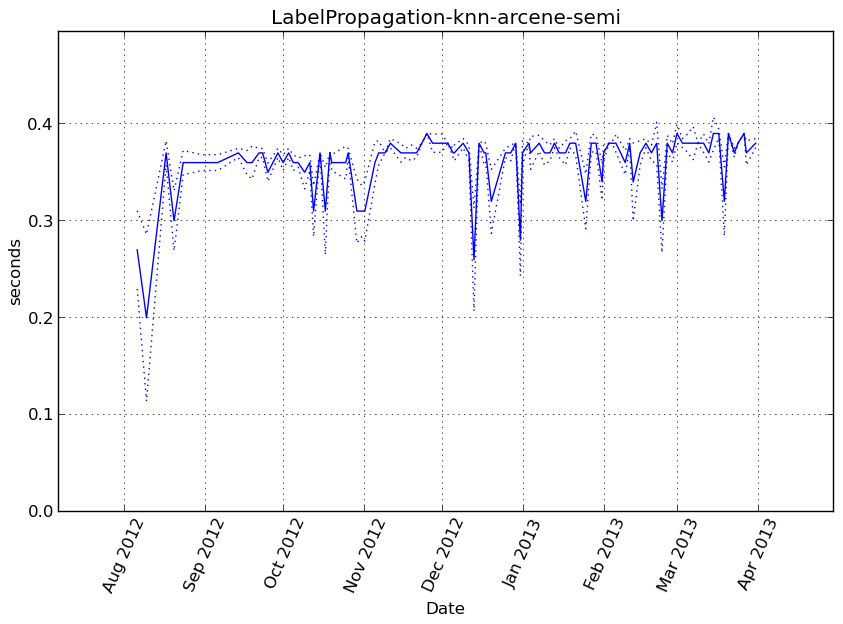 LabelPropagation-knn-arcene-semi
0.4
0.3
0.2
0.1
0.0
seconds
Aug 2012
Sep 2012
Oct 2012
Nov 2012
Dec 2012
Jan 2013
Feb 2013
Mar 2013
Apr 2013
Date